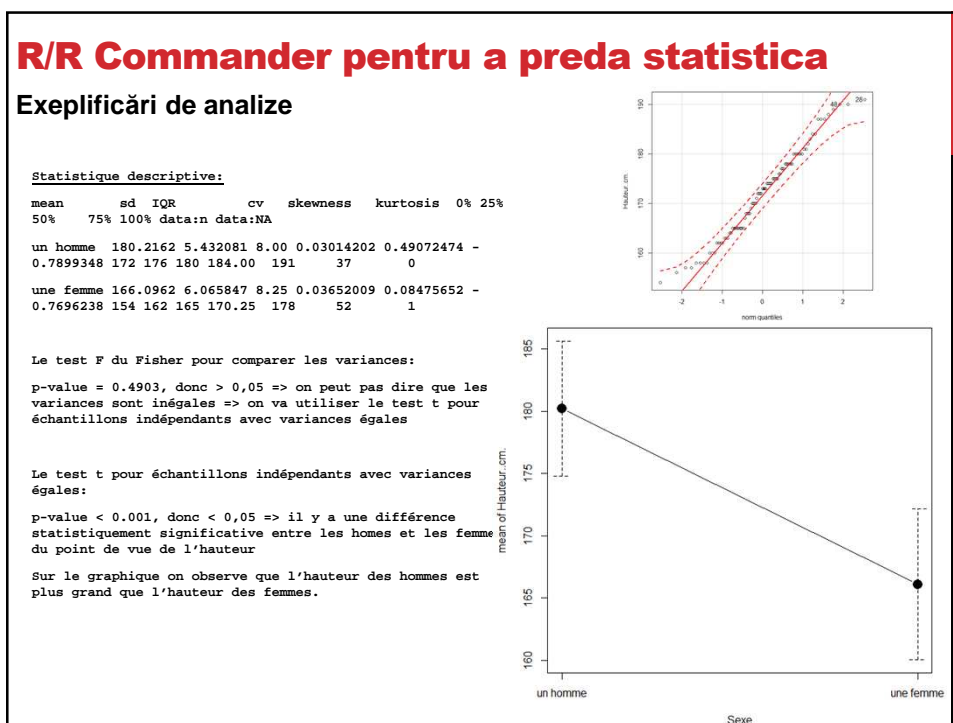 R/R Commander pentru a preda statistica
Exeplificări de analize
Statistique descriptive:
mean sd IQR cv skewness kurtosis 0% 25%
50% 75% 100% data:n data:NA
un homme 180.2162 5.432081 8.00 0.03014202 0.49072474 -
0.7899348 172 176 180 184.00 191 37 0
une femme 166.0962 6.065847 8.25 0.03652009 0.08475652 -
0.7696238 154 162 165 170.25 178 52 1
Le test F du Fisher pour comparer les variances:
p-value = 0.4903, donc > 0,05 => on peut pas dire que les
variances sont inégales => on va utiliser le test t pour
échantillons indépendants avec variances égales
Le test t pour échantillons indépendants avec variances
égales:
p-value < 0.001, donc < 0,05 => il y a une différence
statistiquement significative entre les homes et les femme
du point de vue de l'hauteur
Sur le graphique on observe que l'hauteur des hommes est
plus grand que l'hauteur des femmes.
Hauteur..cm.
190
180
170
160
48
28
-2 -1 0 1 2
norm quantiles
mean of Hauteur..cm.
185
180
175
170
165
160
un homme une femme
Sexe